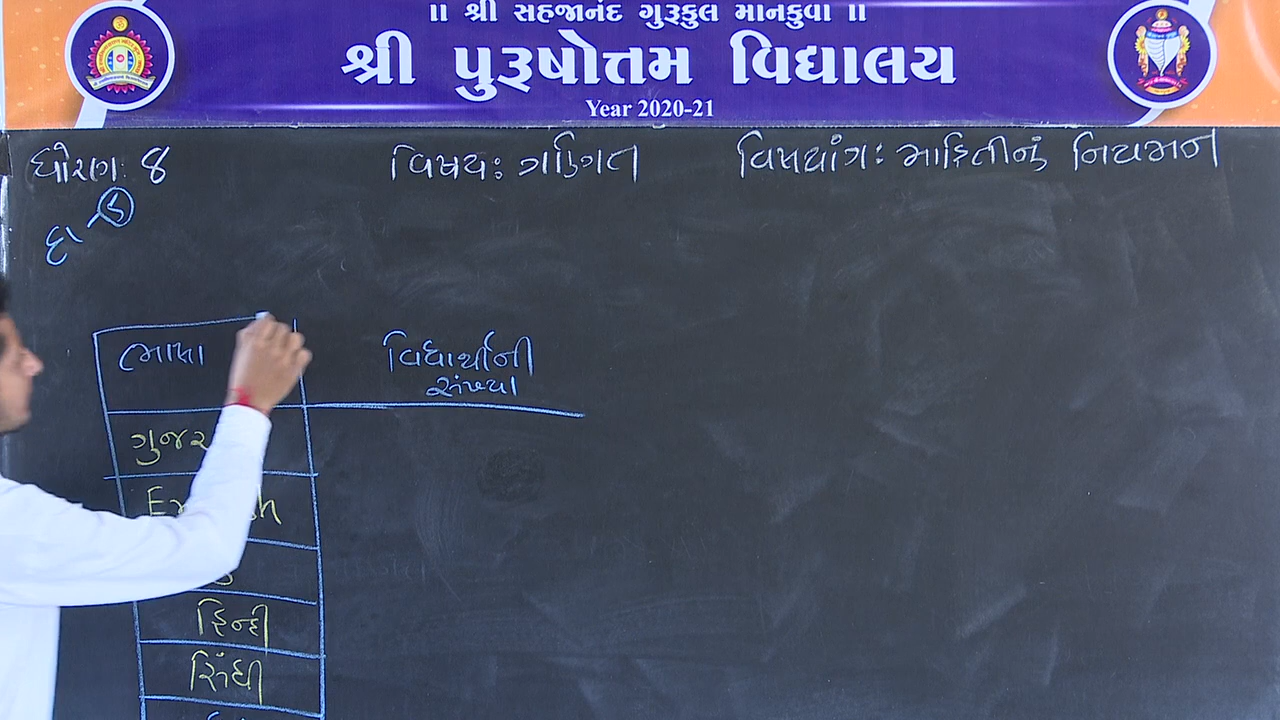 ॥ શ્રી સહજાનંદ ગુરૂકુલ માનકુવા ॥
શ્રી પુરૂષોત્તમ વિદ્યાલય
Year 2020-21
ધોરણ: 8 વિષય: ગણિત વિષયાંગ: માહિતીનું નિયમન
દા
ભાષા વિદ્યાર્થીની
સંખ્યા
હિન્દી
સિંધી